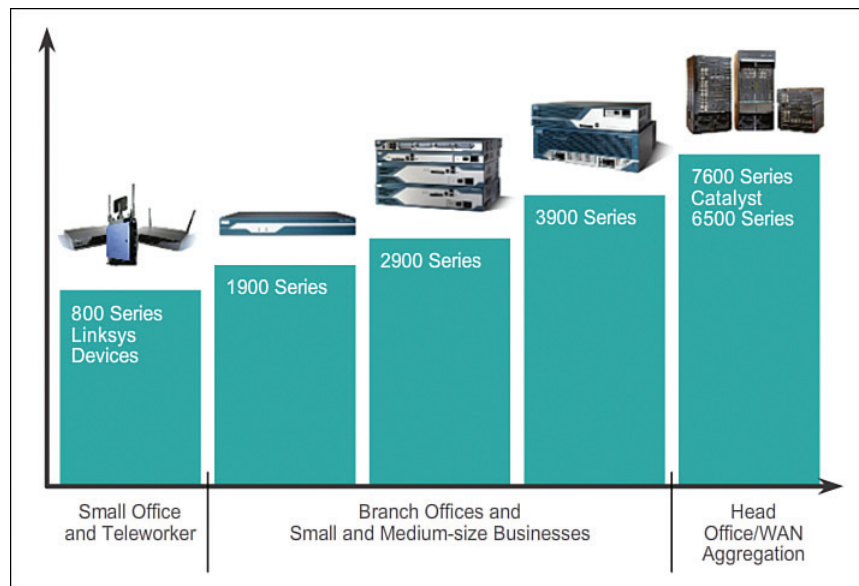 800 Series
Linksys
Devices
1900 Series
2900 Series
3900 Series
7600 Series
Catalyst
6500 Series
Small Office
and Teleworker
Branch Offices and
Small and Medium-size Businesses
Head
Office/WAN
Aggregation